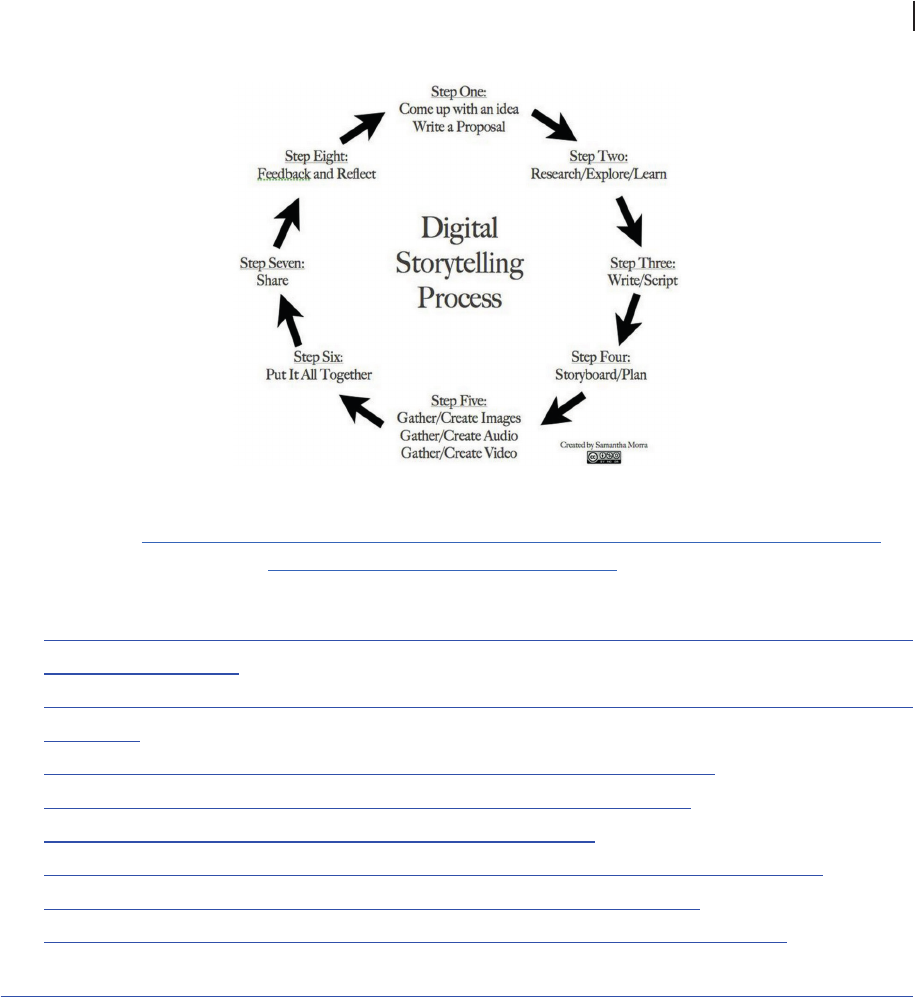 Step One:
Come up with an idea
Write a Proposal
Step Two:
Research/Explore/Learn
Step Three:
Write/Script
Step Four:
Storyboard/Plan
Step Five:
Gather/Create Images
Gather/Create Audio
Gather/Create Video
Step Six:
Put It All Together
Step Seven:
Share
Step Eight:
Feedback and Reflect
Digital
Storytelling
Process
Created by Samantha Morra